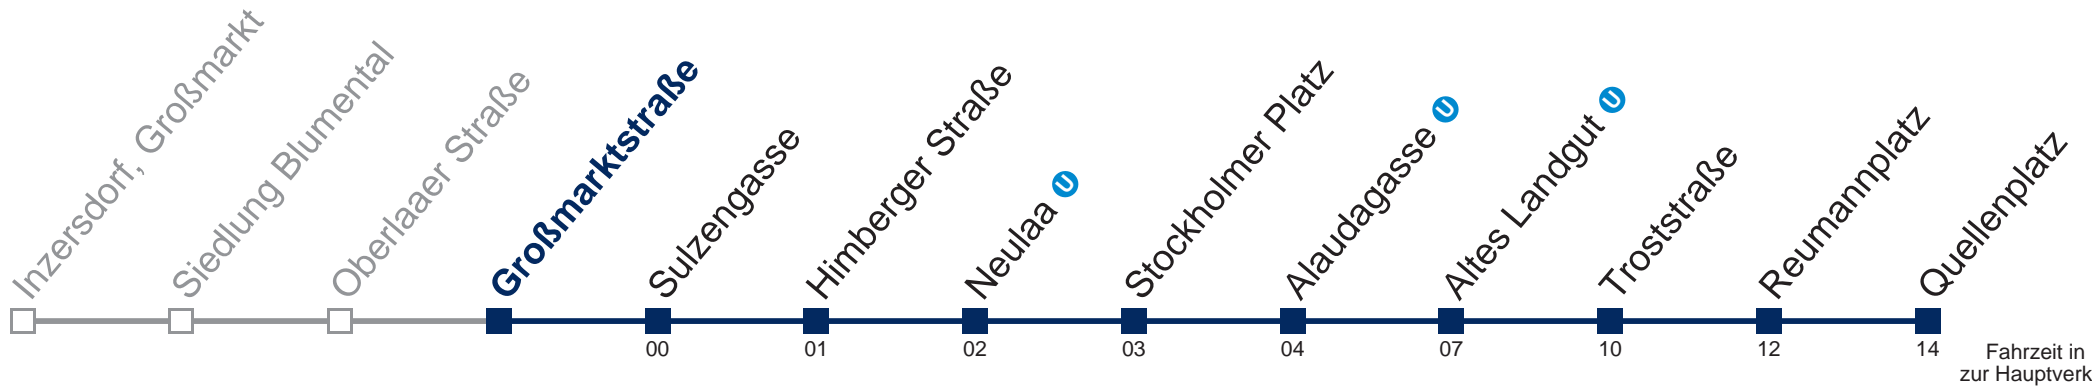 Inzersdorf, Großmarkt
Siedlung Blumental
Oberlaaer Straße
Großmarktstraße
Sulzengasse
Himberger Straße
Neulaa U
Stockholmer Platz
Alaudagasse U
Altes Landgut U
Troststraße
Reumannplatz
Quellenplatz
00 01 02 03 04 07 10 12 14
Fahrzeit in
zur Hauptverk